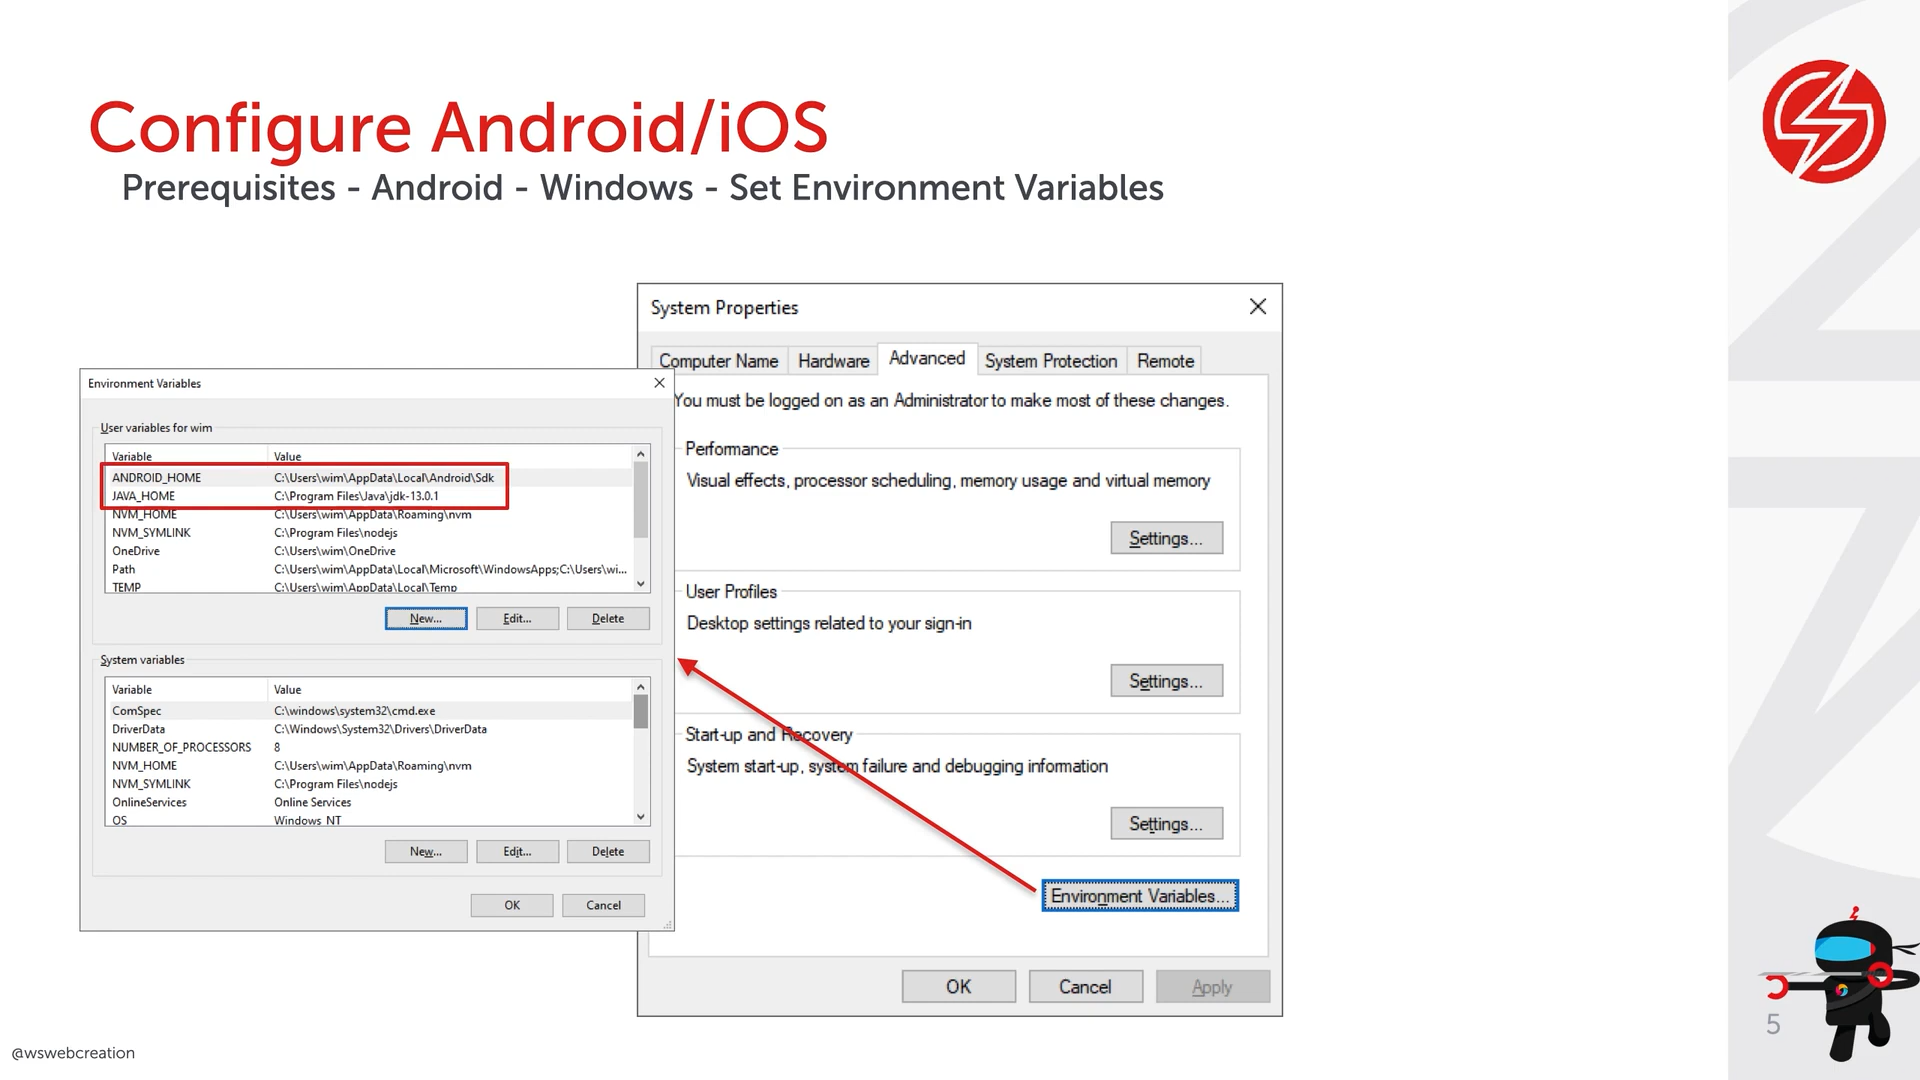 Configure Android/iOS
Prerequisites - Android - Windows - Set Environment Variables
System Properties
Computer Name Hardware Advanced System Protection Remote
You must be logged on as an Administrator to make most of these changes.
Performance
Visual effects, processor scheduling, memory usage and virtual memory
Settings...
User Profiles
Desktop settings related to your sign-in
Settings...
Start-up and Recovery
System start-up, system failure and debugging information
Settings...
Environment Variables...
OK Cancel Apply
Environment Variables
User variables for wim
Variable Value
ANDROID_HOME C:\Users\wim\AppData\Local\Android\Sdk
JAVA_HOME C:\Program Files\Java\jdk-13.0.1
NVM_HOME C:\Users\wim\AppData\Roaming\nvm
NVM_SYMLINK C:\Program Files\nodejs
OneDrive C:\Users\wim\OneDrive
Path C:\Users\wim\AppData\Local\Microsoft\WindowsApps;C:\Users\wi...
TEMP C:\Users\wim\AppData\Local\Temp
New... Edit... Delete
System variables
Variable Value
ComSpec C:\windows\system32\cmd.exe
DriverData C:\Windows\System32\Drivers\DriverData
NUMBER_OF_PROCESSORS 8
NVM_HOME C:\Users\wim\AppData\Roaming\nvm
NVM_SYMLINK C:\Program Files\nodejs
OnlineServices Online Services
OS Windows_NT
New... Edit... Delete
OK Cancel
5
@wswebcreation